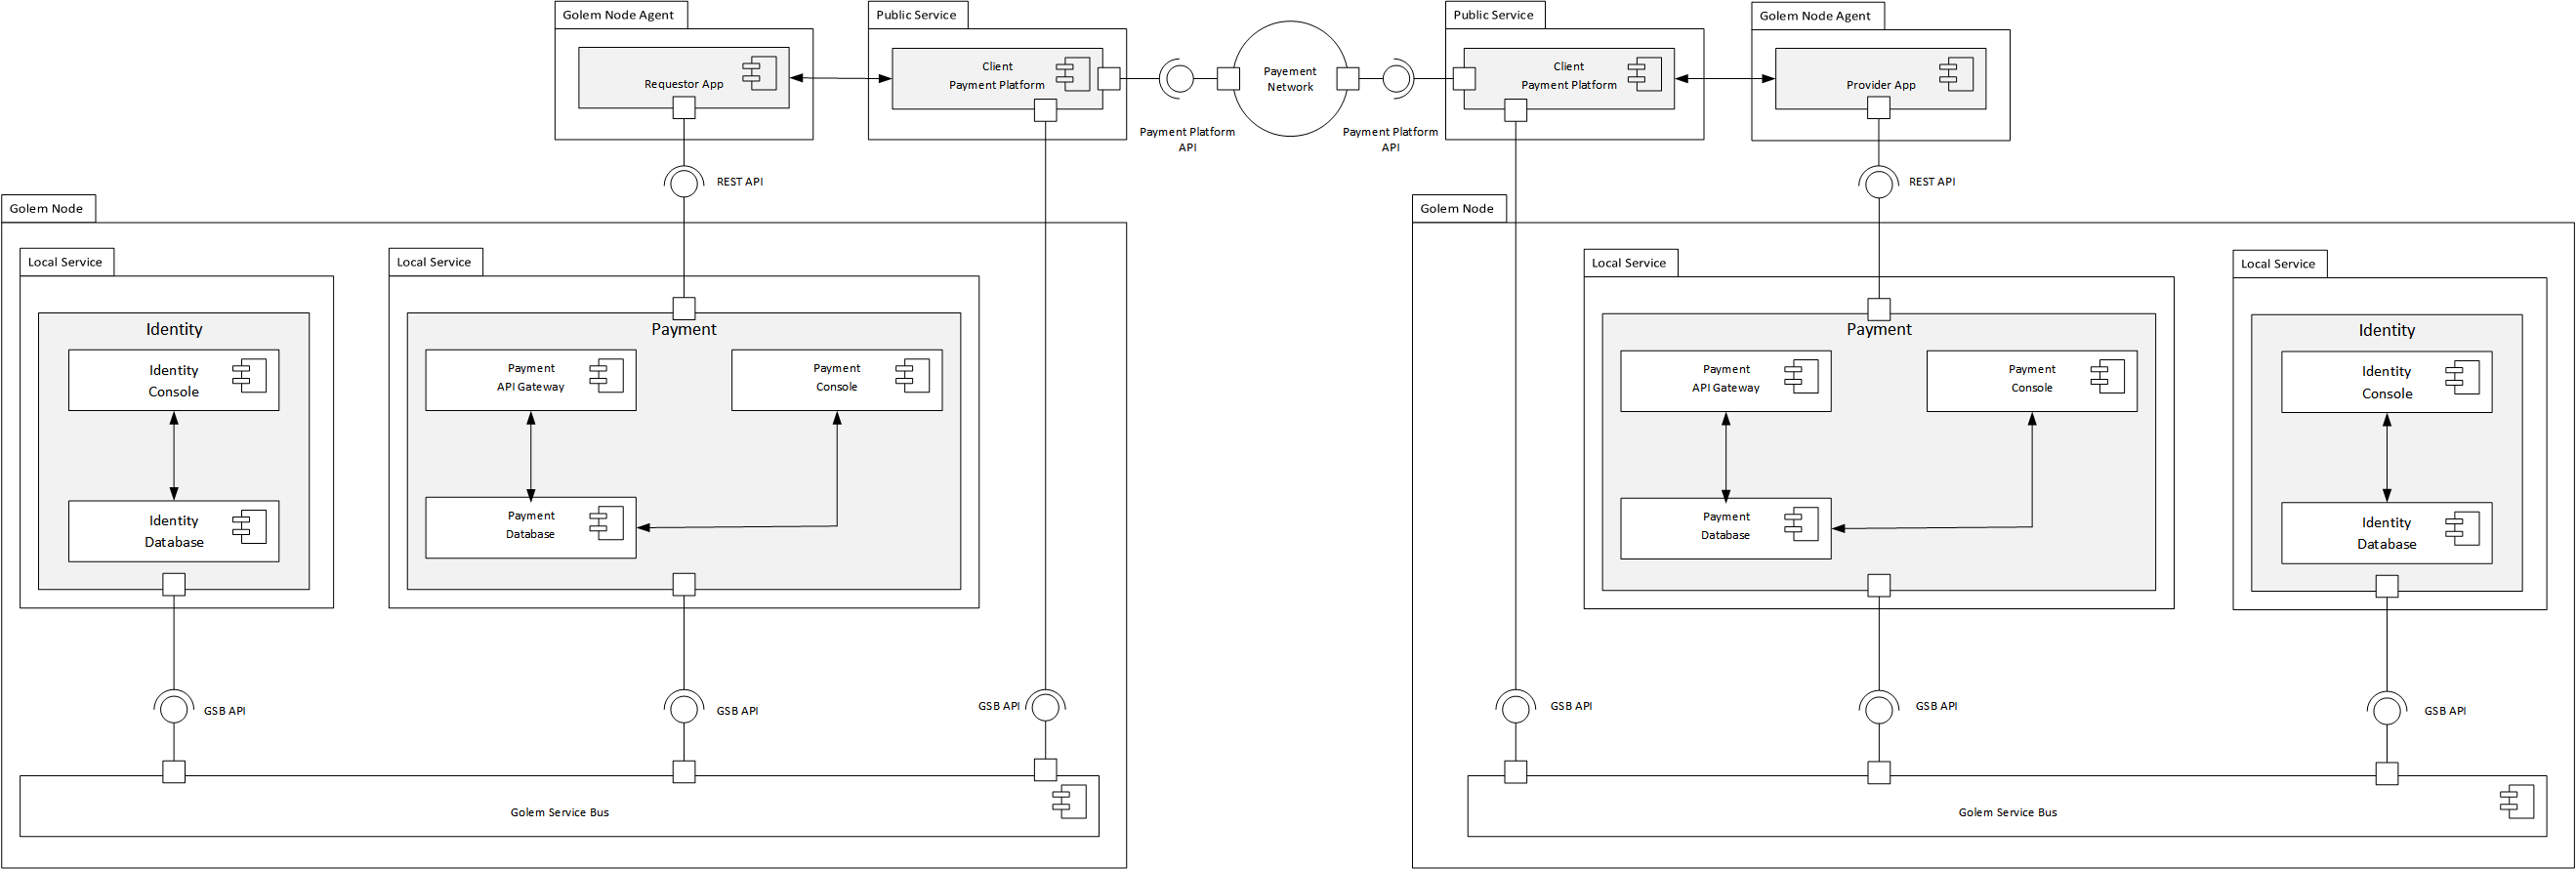 Golem Node Agent
Public Service
Public Service
Golem Node Agent
Requestor App
Client
Payment Platform
Payement
Network
Client
Payment Platform
Provider App
Payment Platform
API
Payment Platform
API
REST API
REST API
Golem Node
Golem Node
Local Service
Local Service
Local Service
Local Service
Identity
Identity
Console
Identity
Database
Payment
Payment
API Gateway
Payment
Console
Payment
Database
Payment
Payment
API Gateway
Payment
Console
Payment
Database
Identity
Identity
Console
Identity
Database
GSB API
GSB API
GSB API
GSB API
GSB API
GSB API
Golem Service Bus
Golem Service Bus